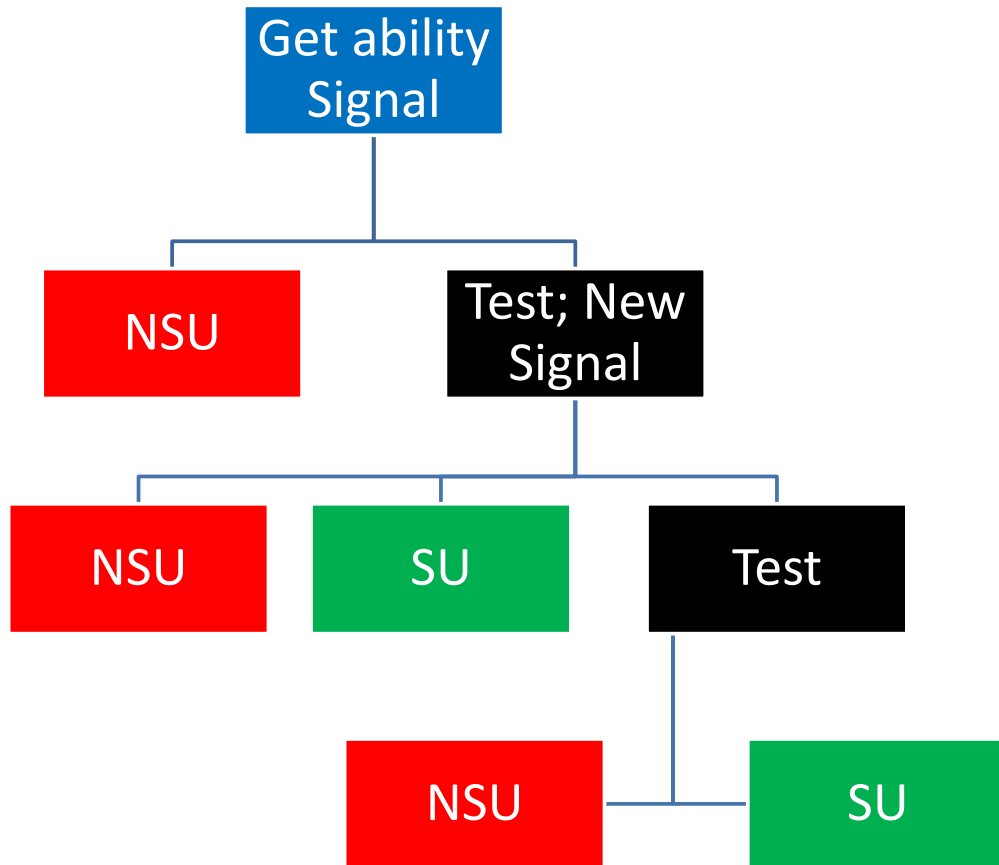 Get ability
Signal
NSU
Test; New
Signal
NSU
SU
Test
NSU
SU